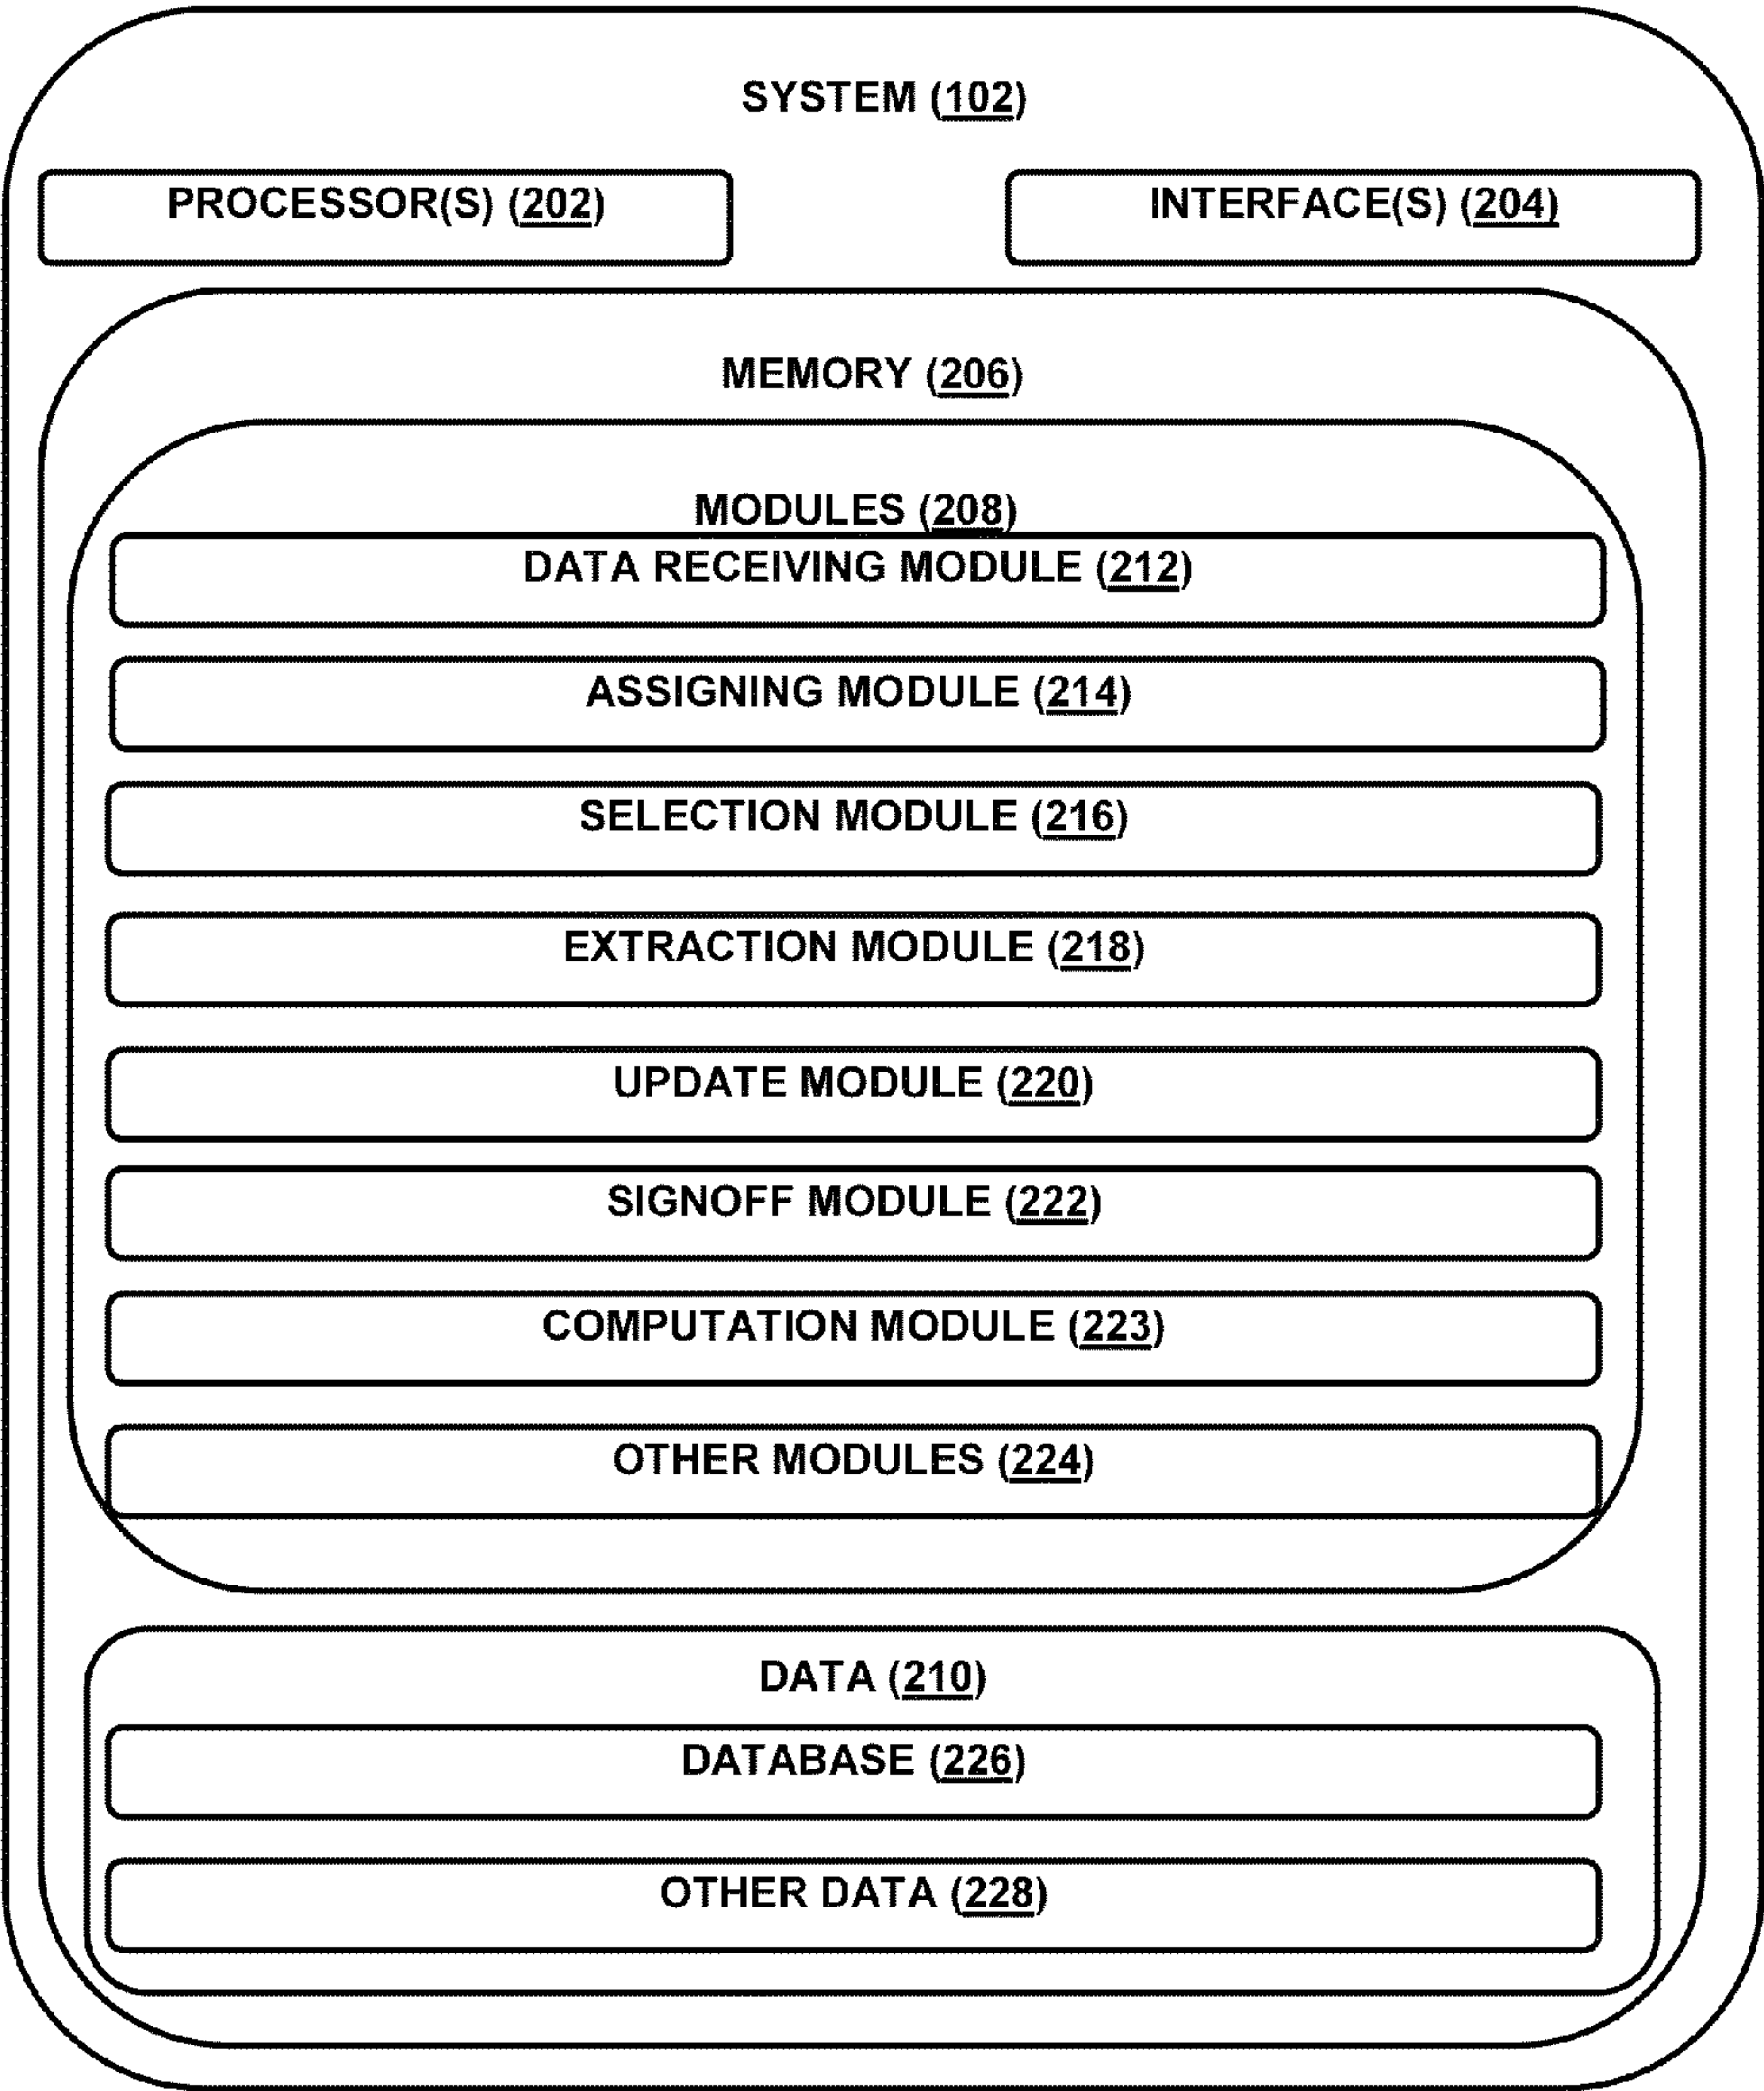 SYSTEM (102)
PROCESSOR(S) (202)
INTERFACE(S) (204)
MEMORY (206)
MODULES (208)
DATA RECEIVING MODULE (212)
ASSIGNING MODULE (214)
SELECTION MODULE (216)
EXTRACTION MODULE (218)
UPDATE MODULE (220)
SIGNOFF MODULE (222)
COMPUTATION MODULE (223)
OTHER MODULES (224)
DATA (210)
DATABASE (226)
OTHER DATA (228)